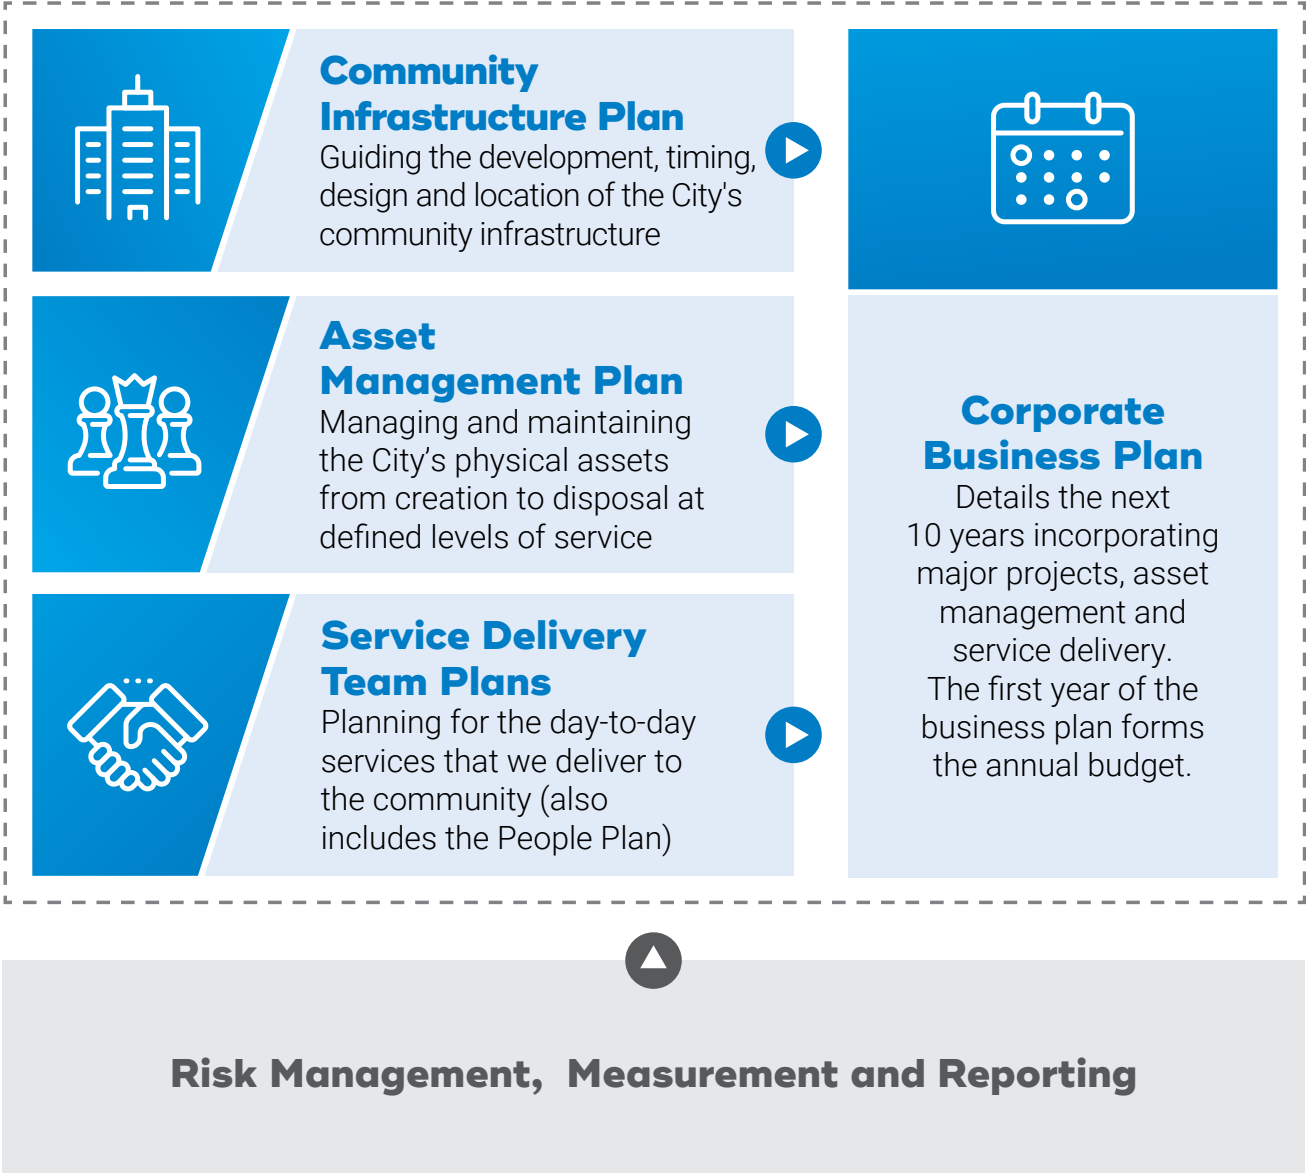 Community
Infrastructure Plan
Guiding the development, timing,
design and location of the City's
community infrastructure
Asset
Management Plan
Managing and maintaining
the City’s physical assets
from creation to disposal at
defined levels of service
Service Delivery
Team Plans
Planning for the day-to-day
services that we deliver to
the community (also
includes the People Plan)
Corporate
Business Plan
Details the next
10 years incorporating
major projects, asset
management and
service delivery.
The first year of the
business plan forms
the annual budget.
Risk Management,  Measurement and Reporting